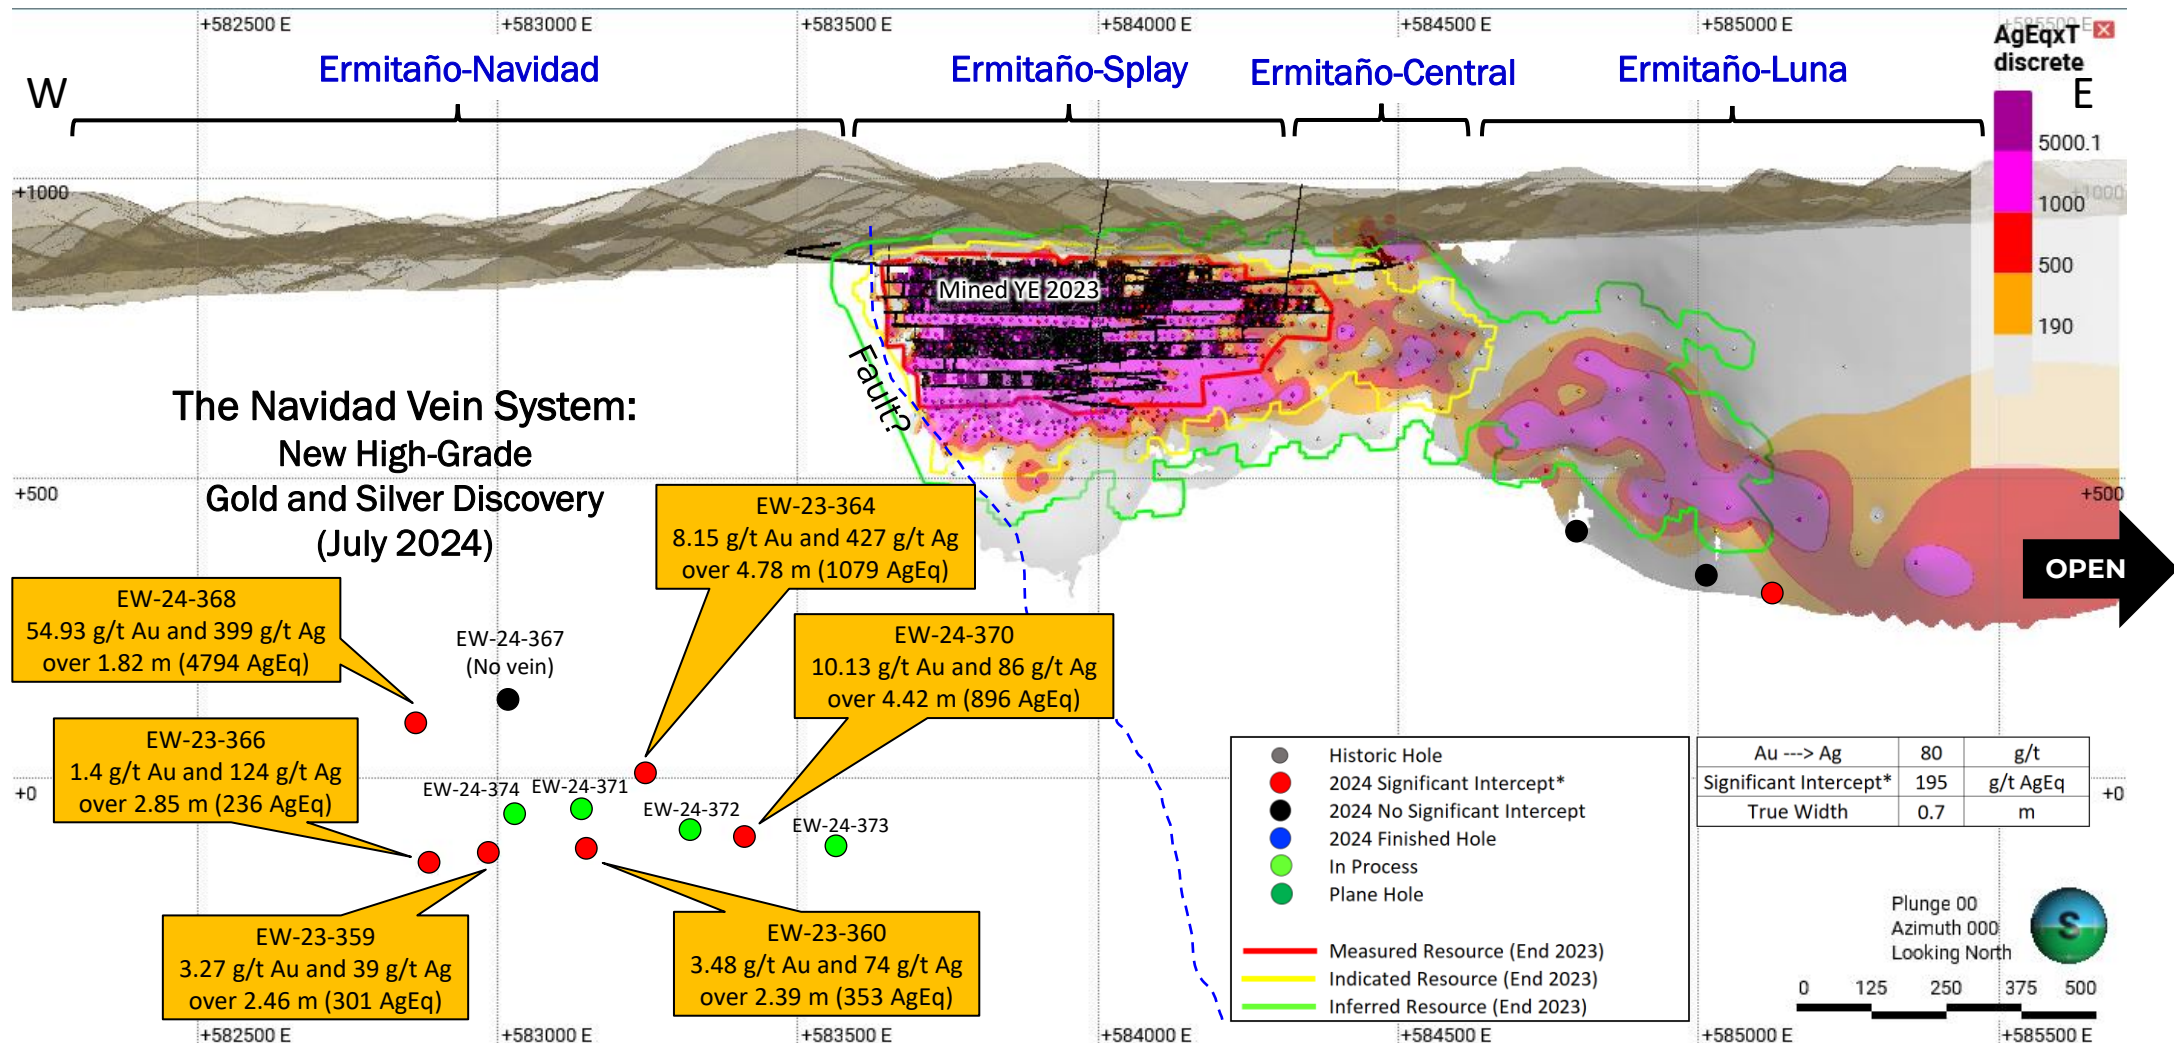 +582500 E
+583000 E
+583500 E
+584000 E
+584500 E
+585000 E
+585500 E
AgEqxT
discrete
Ermitaño-Navidad
Ermitaño-Splay
Ermitaño-Central
Ermitaño-Luna
W
E
5000.1
1000
500
190
+1000
+1000
Mined YE 2023
Fault?
The Navidad Vein System:
New High-Grade
Gold and Silver Discovery
(July 2024)
+500
+500
OPEN
EW-23-364
8.15 g/t Au and 427 g/t Ag
over 4.78 m (1079 AgEq)
EW-24-368
54.93 g/t Au and 399 g/t Ag
over 1.82 m (4794 AgEq)
EW-24-367
(No vein)
EW-24-370
10.13 g/t Au and 86 g/t Ag
over 4.42 m (896 AgEq)
EW-23-366
1.4 g/t Au and 124 g/t Ag
over 2.85 m (236 AgEq)
EW-24-374
EW-24-371
EW-24-372
EW-24-373
+0
+0
EW-23-359
3.27 g/t Au and 39 g/t Ag
over 2.46 m (301 AgEq)
EW-23-360
3.48 g/t Au and 74 g/t Ag
over 2.39 m (353 AgEq)
Historic Hole
2024 Significant Intercept*
2024 No Significant Intercept
2024 Finished Hole
In Process
Plane Hole
Measured Resource (End 2023)
Indicated Resource (End 2023)
Inferred Resource (End 2023)
Au ---> Ag 80 g/t
Significant Intercept* 195 g/t AgEq
True Width 0.7 m
Plunge 00
Azimuth 000
Looking North
S
0 125 250 375 500
+582500 E
+583000 E
+583500 E
+584000 E
+584500 E
+585000 E
+585500 E